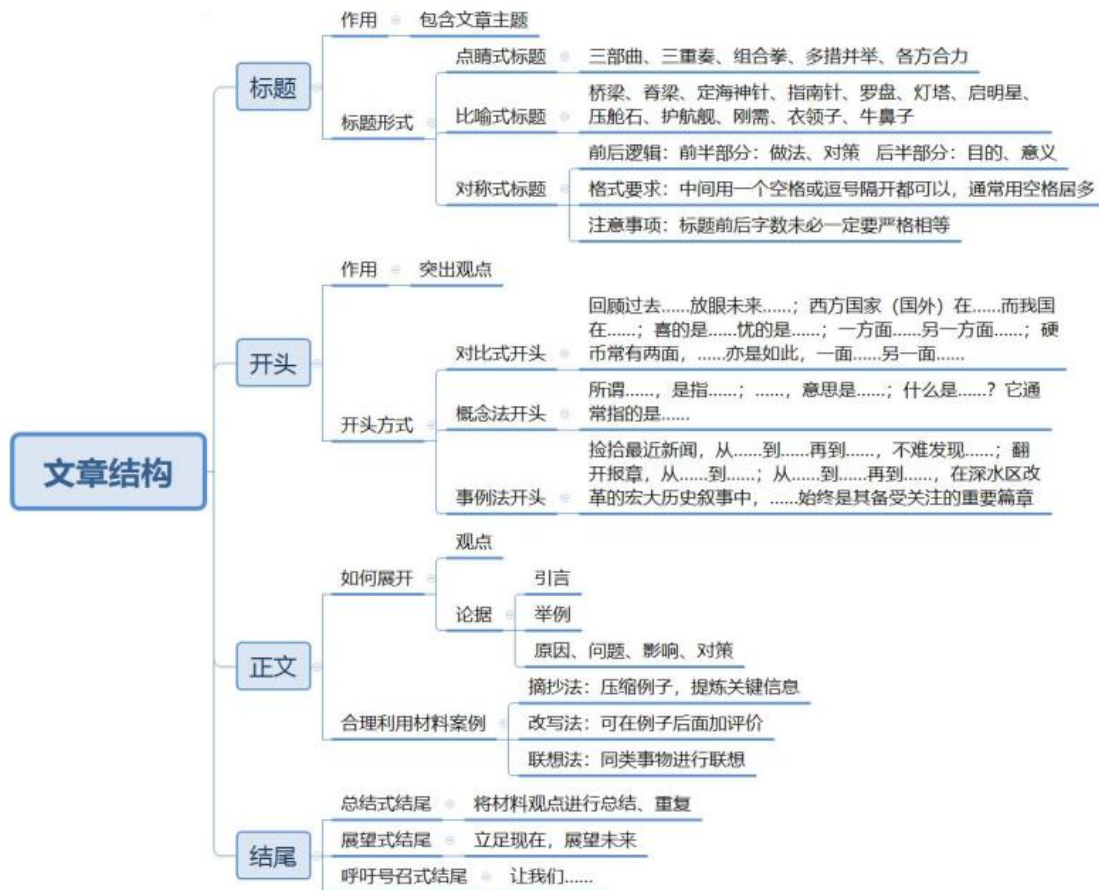 文章结构
标题
作用
包含文章主题
标题形式
点睛式标题
三部曲、三重奏、组合拳、多措并举、各方合力
比喻式标题
桥梁、脊梁、定海神针、指南针、罗盘、灯塔、启明星、
压舱石、护航舰、刚需、衣领子、牛鼻子
对称式标题
前后逻辑：前半部分：做法、对策 后半部分：目的、意义
格式要求：中间用一个空格或逗号隔开都可以，通常用空格居多
注意事项：标题前后字数未必一定要严格相等
开头
作用
突出观点
开头方式
对比式开头
回顾过去......放眼未来......；西方国家（国外）在......而我国
在......；喜的是......忧的是......；一方面......另一方面......；硬
币常有两面，......亦是如此，一面......另一面......
概念法开头
所谓......，是指......；......，意思是......；什么是......？它通
常指的是......
事例法开头
捡拾最近新闻，从......到......再到......，不难发现......；翻
开报章，从......到......；从......到......再到......，在深水区改
革的宏大历史叙事中，......始终是其备受关注的重要篇章
正文
如何展开
观点
论据
引言
举例
原因、问题、影响、对策
合理利用材料案例
摘抄法：压缩例子，提炼关键信息
改写法：可在例子后面加评价
联想法：同类事物进行联想
结尾
总结式结尾
将材料观点进行总结、重复
展望式结尾
立足现在，展望未来
呼吁号召式结尾
让我们......